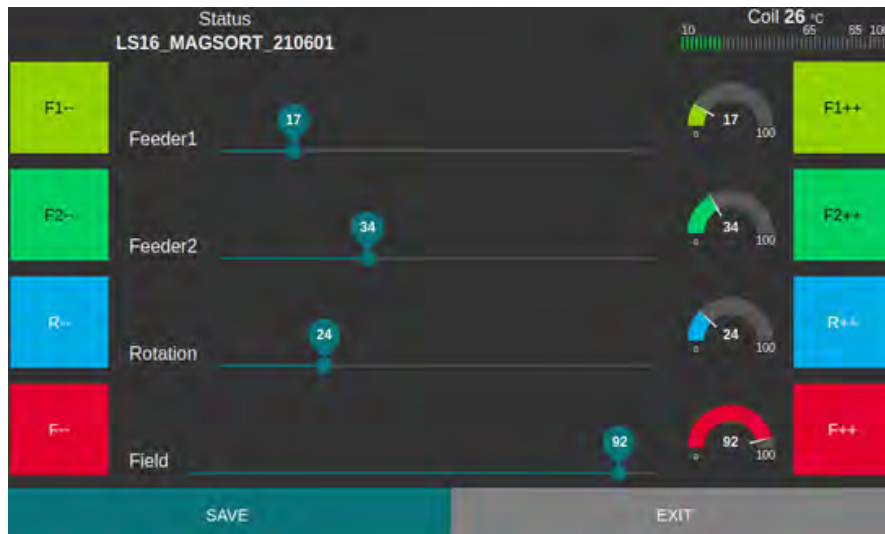 Status
LS16_MAGSORT_210601
Coil 26 °C
10 65 85 100
F1--
Feeder1
17
17
0 100
F1++
F2--
Feeder2
34
34
0 100
F2++
R--
Rotation
24
24
0 100
R++
F--
Field
92
92
0 100
F++
SAVE
EXIT